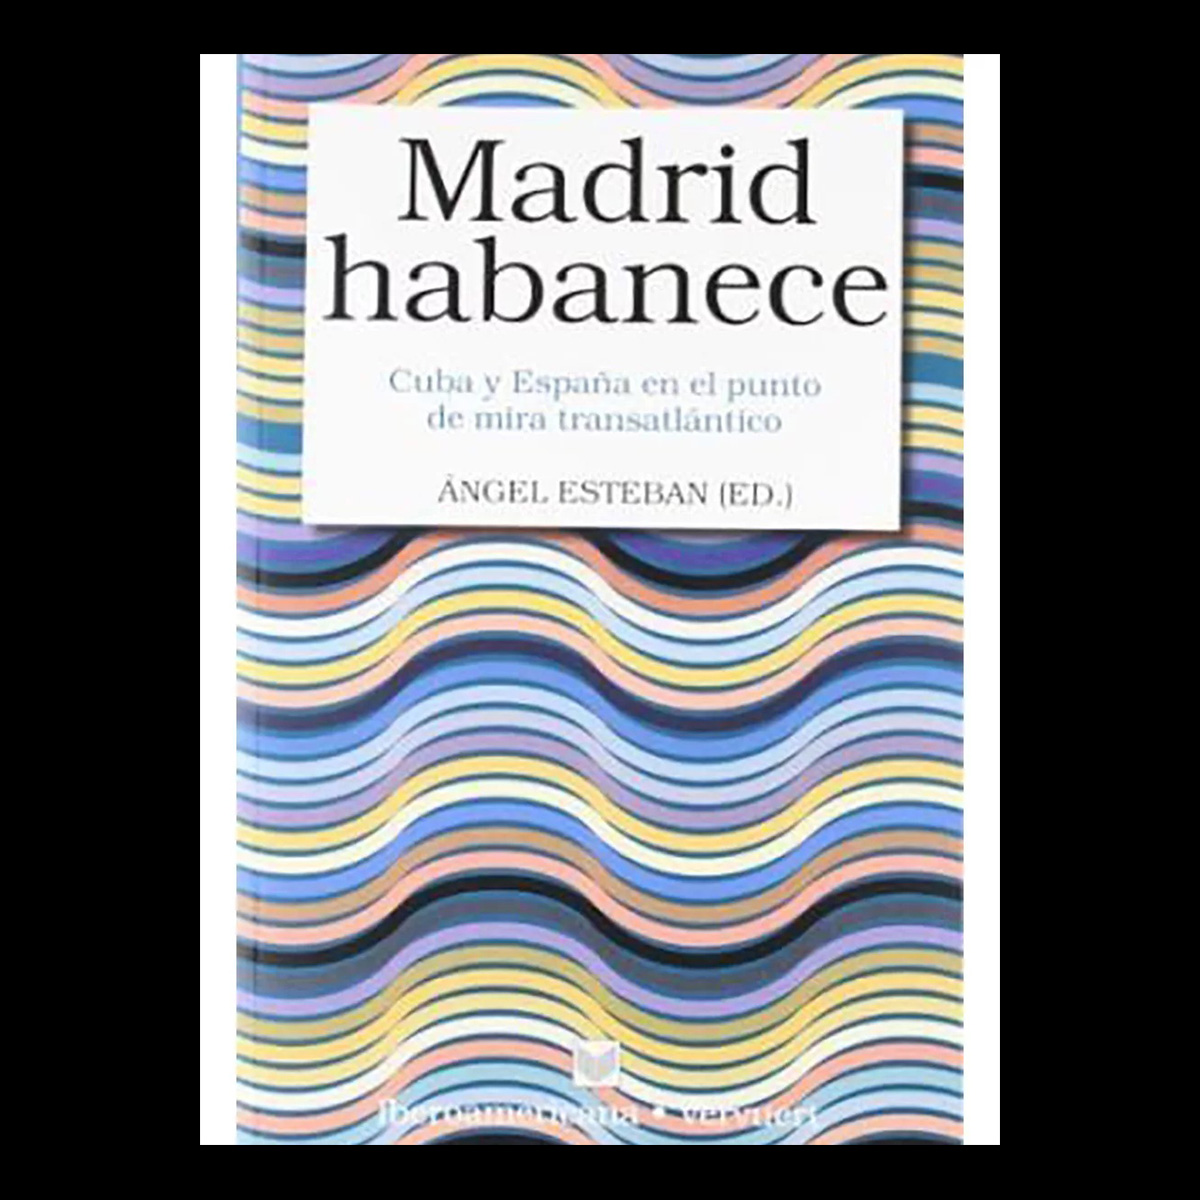 Madrid
habanece
Cuba y España en el punto
de mira transatlántico
ÁNGEL ESTEBAN (ED.)
Iberoamericana • Vervuert